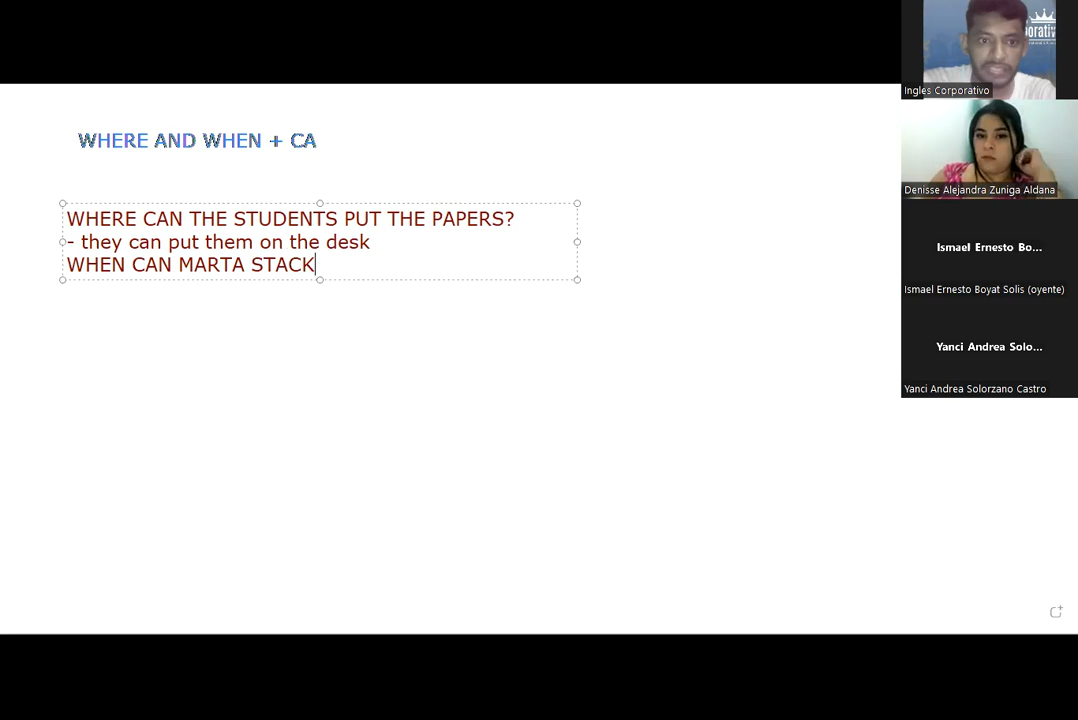 WHERE AND WHEN + CA
WHERE CAN THE STUDENTS PUT THE PAPERS?
- they can put them on the desk
WHEN CAN MARTA STACK
orativ
Ingles Corporativo
Denisse Alejandra Zuniga Aldana
Ismael Ernesto Bo...
Ismael Ernesto Boyat Solis (oyente)
Yanci Andrea Solo...
Yanci Andrea Solorzano Castro